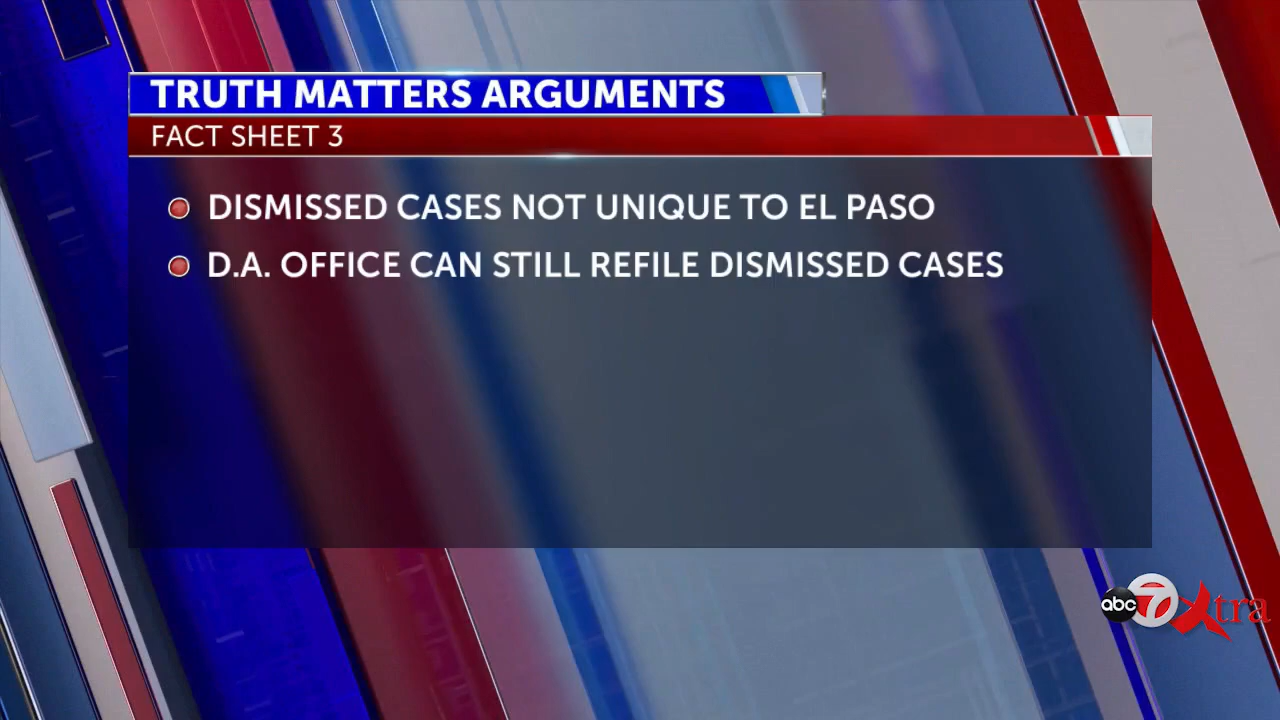 TRUTH MATTERS ARGUMENTS
FACT SHEET 3
DISMISSED CASES NOT UNIQUE TO EL PASO
D.A. OFFICE CAN STILL REFILE DISMISSED CASES
abc 7 Xtra